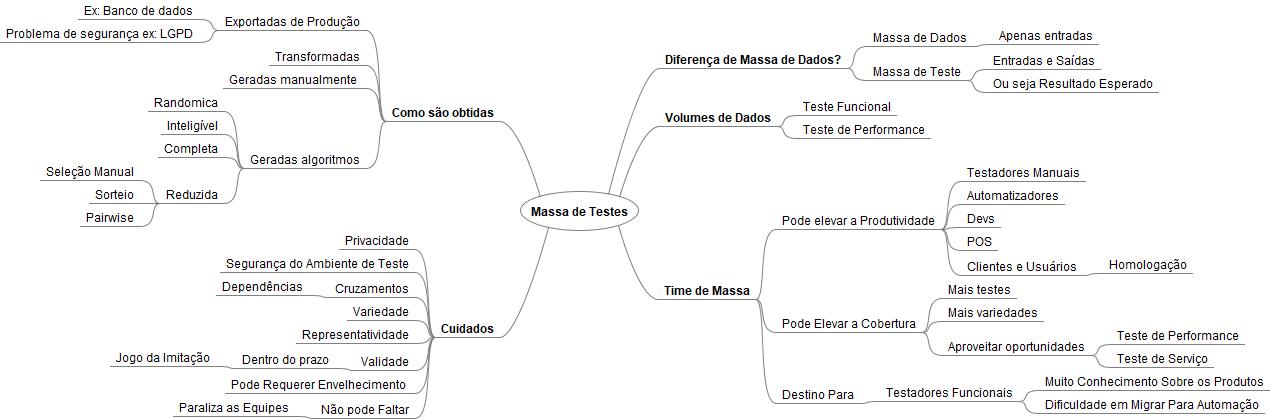 Massa de Testes
Diferença de Massa de Dados?
Massa de Dados
Apenas entradas
Massa de Teste
Entradas e Saídas
Ou seja Resultado Esperado
Volumes de Dados
Teste Funcional
Teste de Performance
Time de Massa
Pode elevar a Produtividade
Testadores Manuais
Automatizadores
Devs
POS
Clientes e Usuários
Homologação
Pode Elevar a Cobertura
Mais testes
Mais variedades
Aproveitar oportunidades
Teste de Performance
Teste de Serviço
Destino Para
Testadores Funcionais
Muito Conhecimento Sobre os Produtos
Dificuldade em Migrar Para Automação
Como são obtidas
Exportadas de Produção
Ex: Banco de dados
Problema de segurança ex: LGPD
Transformadas
Geradas manualmente
Geradas algoritmos
Randomica
Inteligível
Completa
Reduzida
Seleção Manual
Sorteio
Pairwise
Cuidados
Privacidade
Segurança do Ambiente de Teste
Cruzamentos
Dependências
Variedade
Representatividade
Validade
Dentro do prazo
Jogo da Imitação
Pode Requerer Envelhecimento
Não pode Faltar
Paraliza as Equipes